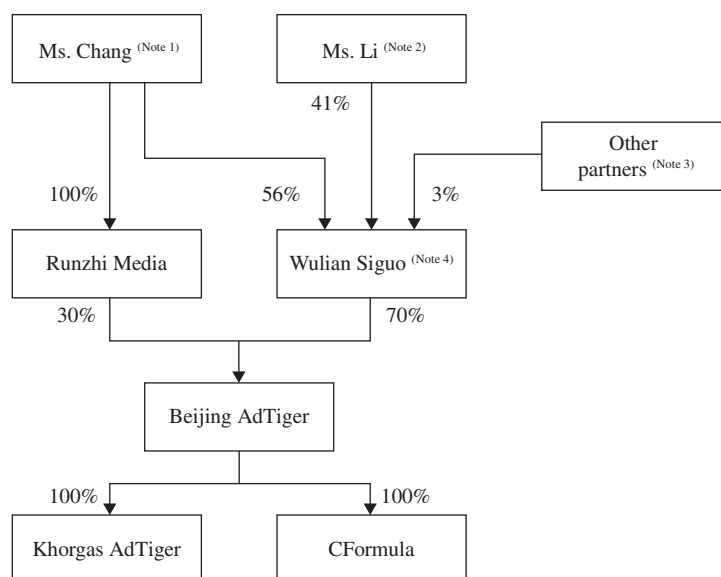 Ms. Chang (Note 1)
Ms. Li (Note 2)
41%
Other
partners (Note 3)
100%
56%
3%
Runzhi Media
Wulian Siguo (Note 4)
30%
70%
Beijing AdTiger
100%
100%
Khorgas AdTiger
CFormula